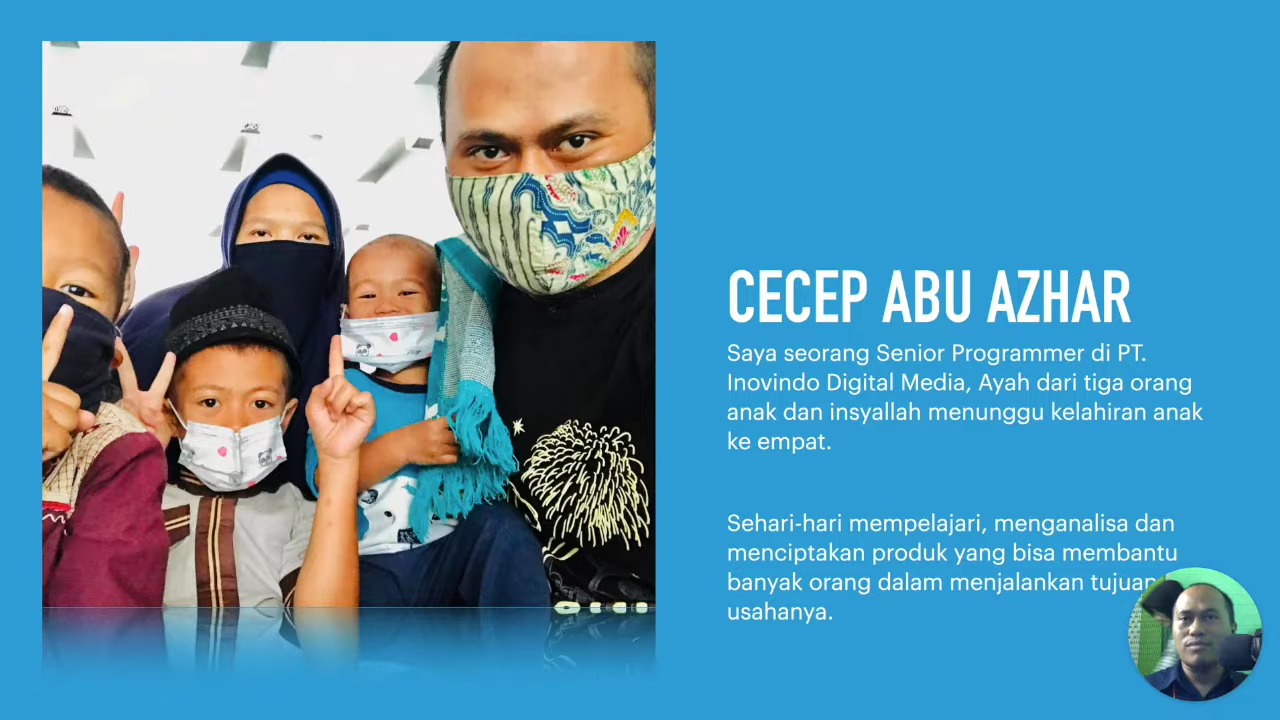 CECEP ABU AZHAR
Saya seorang Senior Programmer di PT.
Inovindo Digital Media, Ayah dari tiga orang
anak dan insyallah menunggu kelahiran anak
ke empat.
Sehari-hari mempelajari, menganalisa dan
menciptakan produk yang bisa membantu
banyak orang dalam menjalankan tujuan
usahanya.